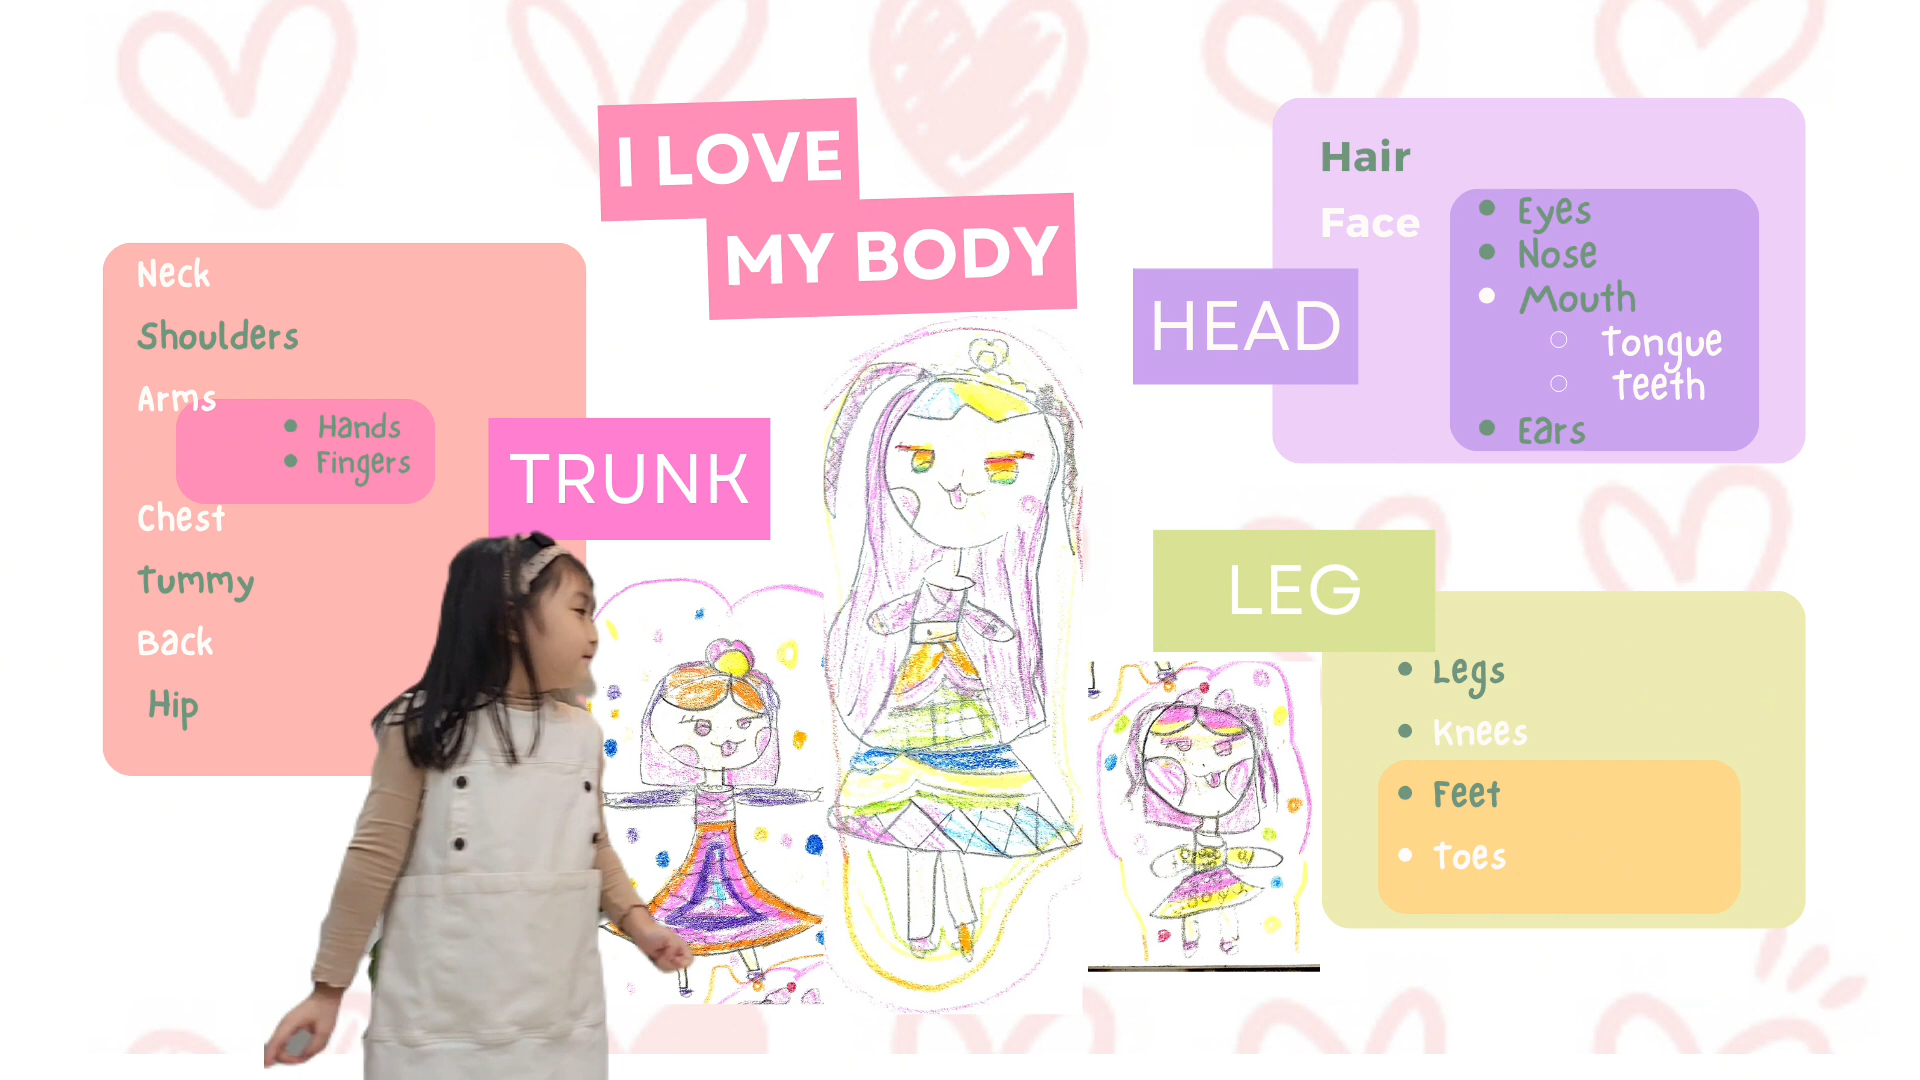 I LOVE
MY BODY
Neck
Shoulders
Arms
Hands
Fingers
Chest
Tummy
Back
Hip
TRUNK
HEAD
Hair
Face
Eyes
Nose
Mouth
Tongue
Teeth
Ears
LEG
Legs
Knees
Feet
Toes